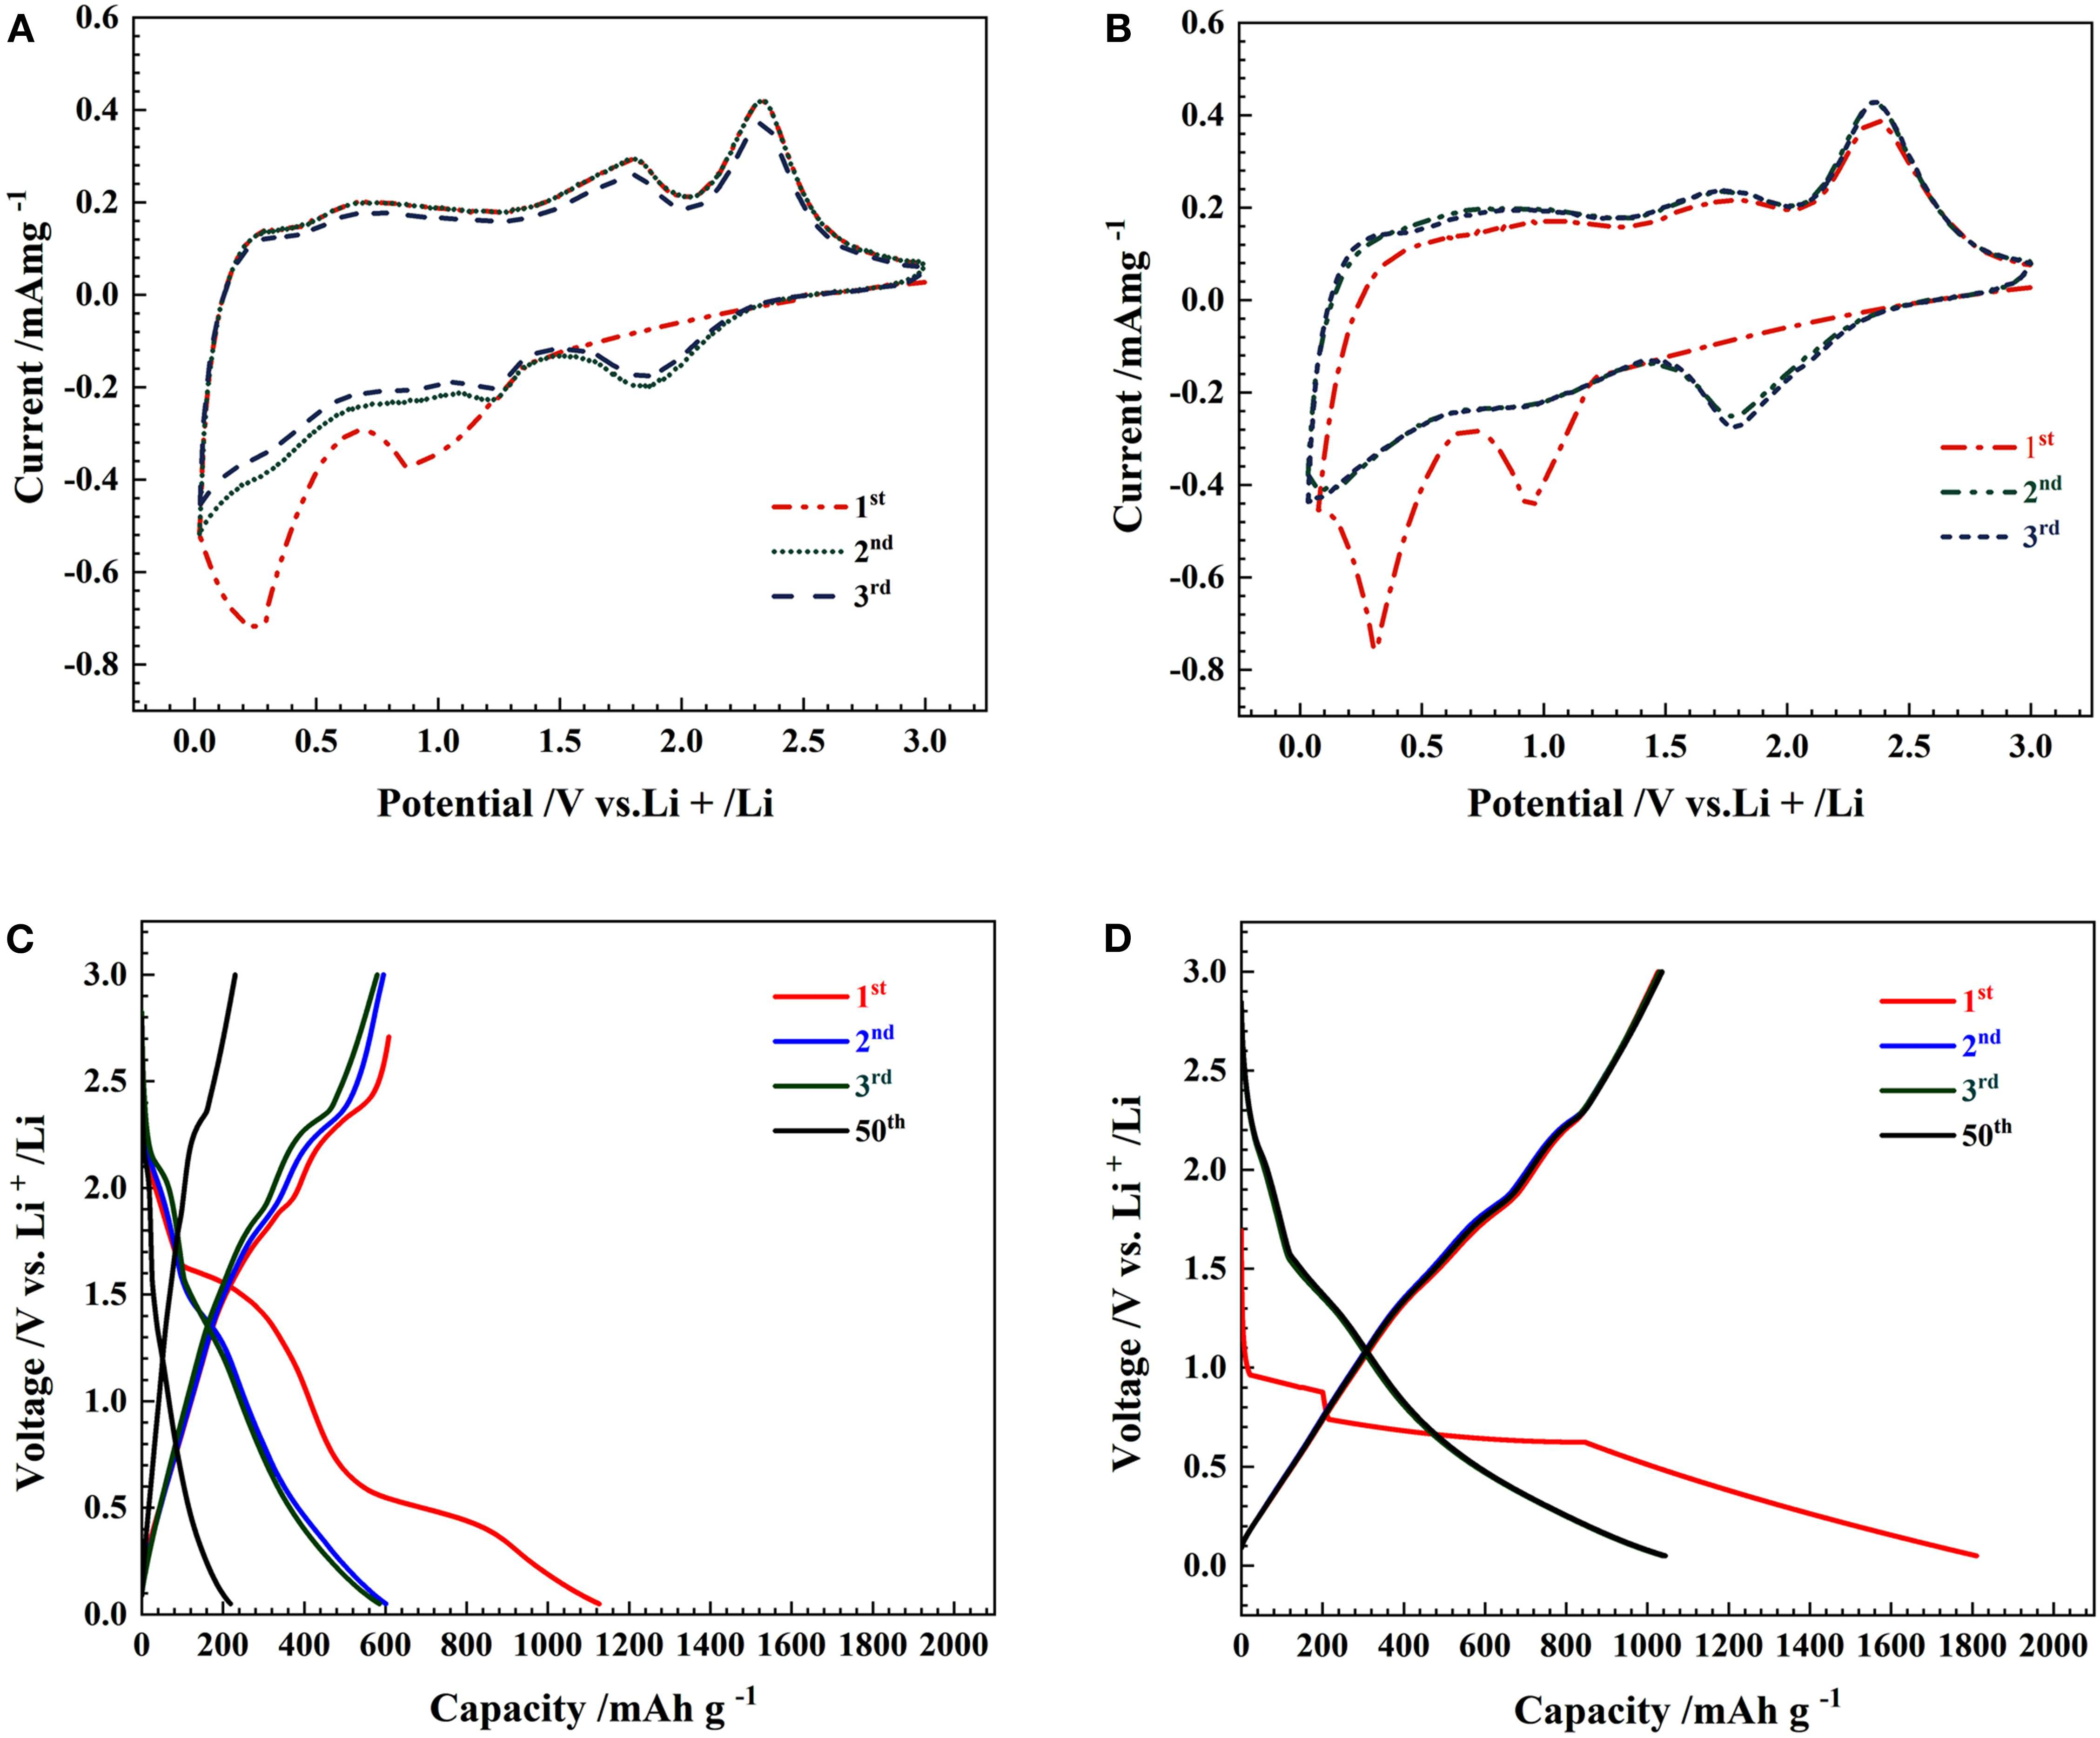 A
0.6
0.4
0.2
0.0
-0.2
-0.4
-0.6
-0.8
Current /mAmg -1
1st
2nd
3rd
0.0 0.5 1.0 1.5 2.0 2.5 3.0
Potential /V vs.Li + /Li
B
0.6
0.4
0.2
0.0
-0.2
-0.4
-0.6
-0.8
Current /mAmg -1
1st
2nd
3rd
0.0 0.5 1.0 1.5 2.0 2.5 3.0
Potential /V vs.Li + /Li
C
3.0
2.5
2.0
1.5
1.0
0.5
0.0
Voltage /V vs. Li + /Li
1st
2nd
3rd
50th
0 200 400 600 800 1000 1200 1400 1600 1800 2000
Capacity /mAh g -1
D
3.0
2.5
2.0
1.5
1.0
0.5
0.0
Voltage /V vs. Li + /Li
1st
2nd
3rd
50th
0 200 400 600 800 1000 1200 1400 1600 1800 2000
Capacity /mAh g -1